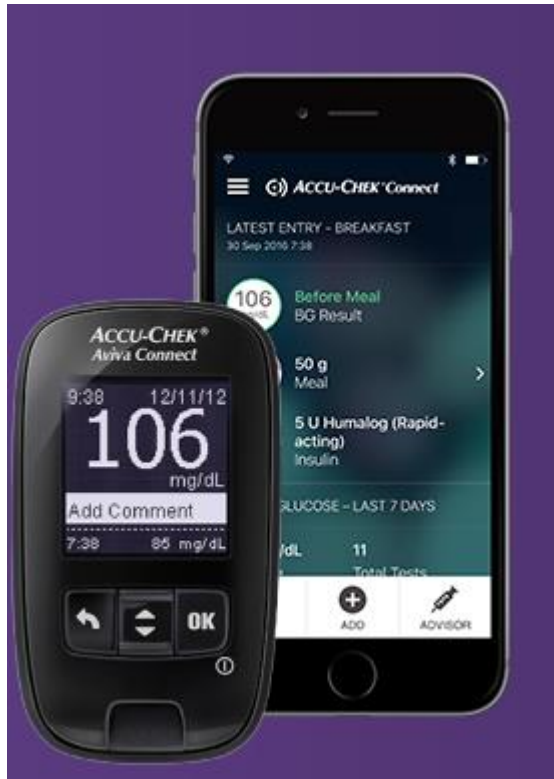 ACCU-CHEK® Connect
LATEST ENTRY – BREAKFAST
30 Sep 2016 7:38
106
Before Meal
BG Result
50 g
Meal
5 U Humalog (Rapid-
acting)
Insulin
– LAST 7 DAYS
11
Total Tests
ADD
ADVISOR
ACCU-CHEK®
Aviva Connect
9:38 12/11/12
106
mg/dL
Add Comment
7:38 85 mg/dL
OK